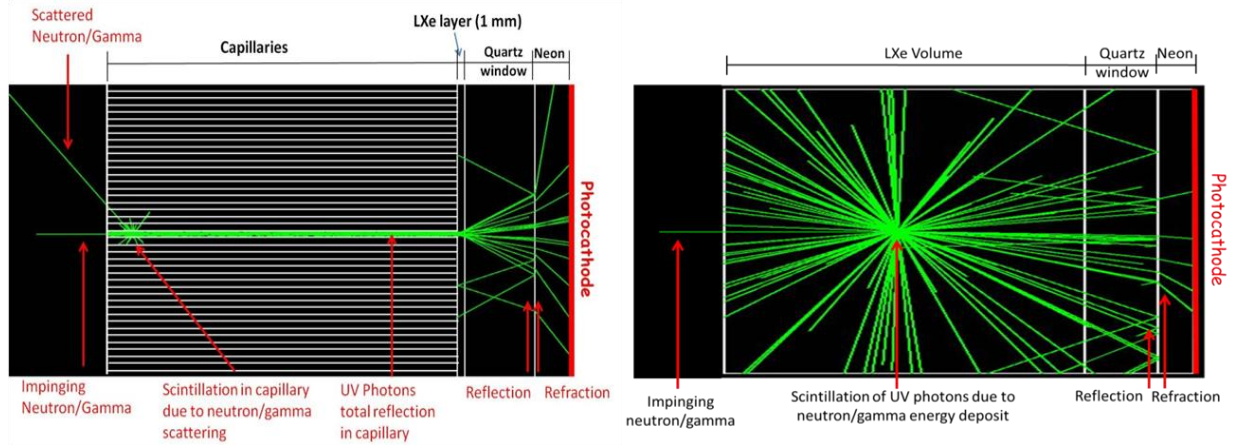 Scattered
Neutron/Gamma
LXe layer (1 mm)
Capillaries
Quartz
window
Neon
Photocathode
Impinging
Neutron/Gamma
Scintillation in capillary
due to neutron/gamma
scattering
UV Photons
total reflection
in capillary
Reflection
Refraction
LXe Volume
Quartz
window
Neon
Photocathode
Impinging
neutron/gamma
Scintillation of UV photons due to
neutron/gamma energy deposit
Reflection
Refraction